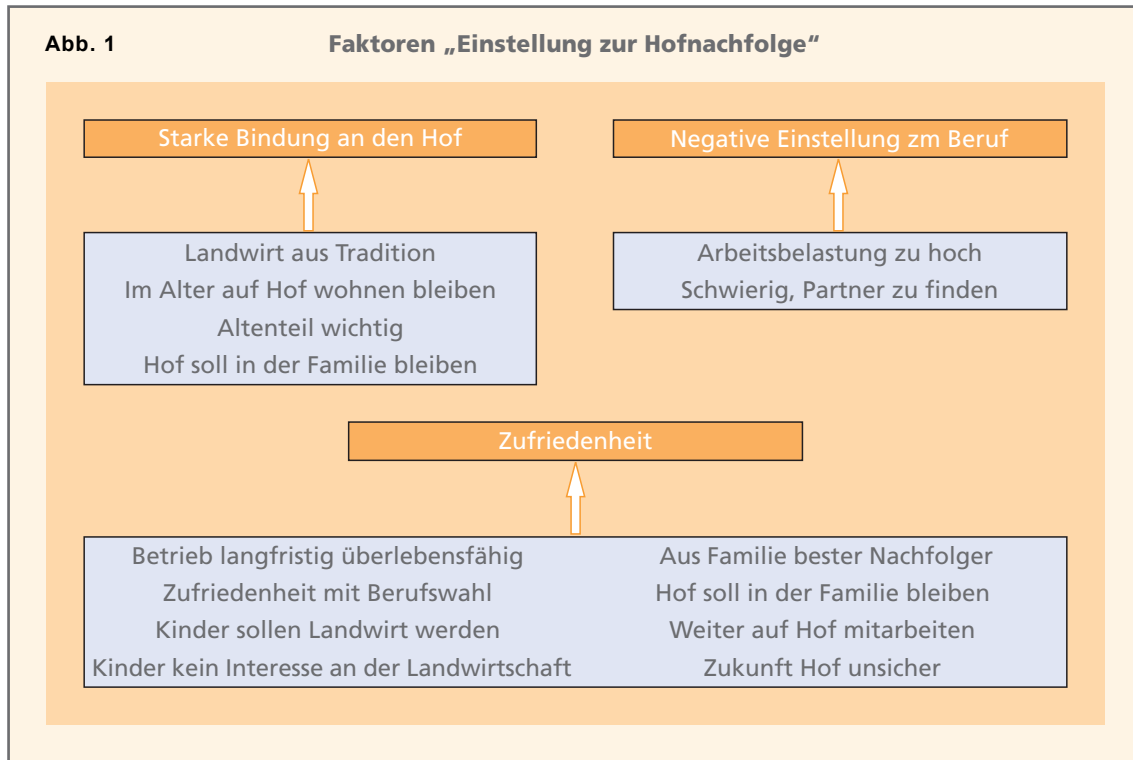 Abb. 1
Faktoren „Einstellung zur Hofnachfolge“
Starke Bindung an den Hof
Landwirt aus Tradition
Im Alter auf Hof wohnen bleiben
Altenteil wichtig
Hof soll in der Familie bleiben
Negative Einstellung zm Beruf
Arbeitsbelastung zu hoch
Schwierig, Partner zu finden
Zufriedenheit
Betrieb langfristig überlebensfähig
Zufriedenheit mit Berufswahl
Kinder sollen Landwirt werden
Kinder kein Interesse an der Landwirtschaft
Aus Familie bester Nachfolger
Hof soll in der Familie bleiben
Weiter auf Hof mitarbeiten
Zukunft Hof unsicher